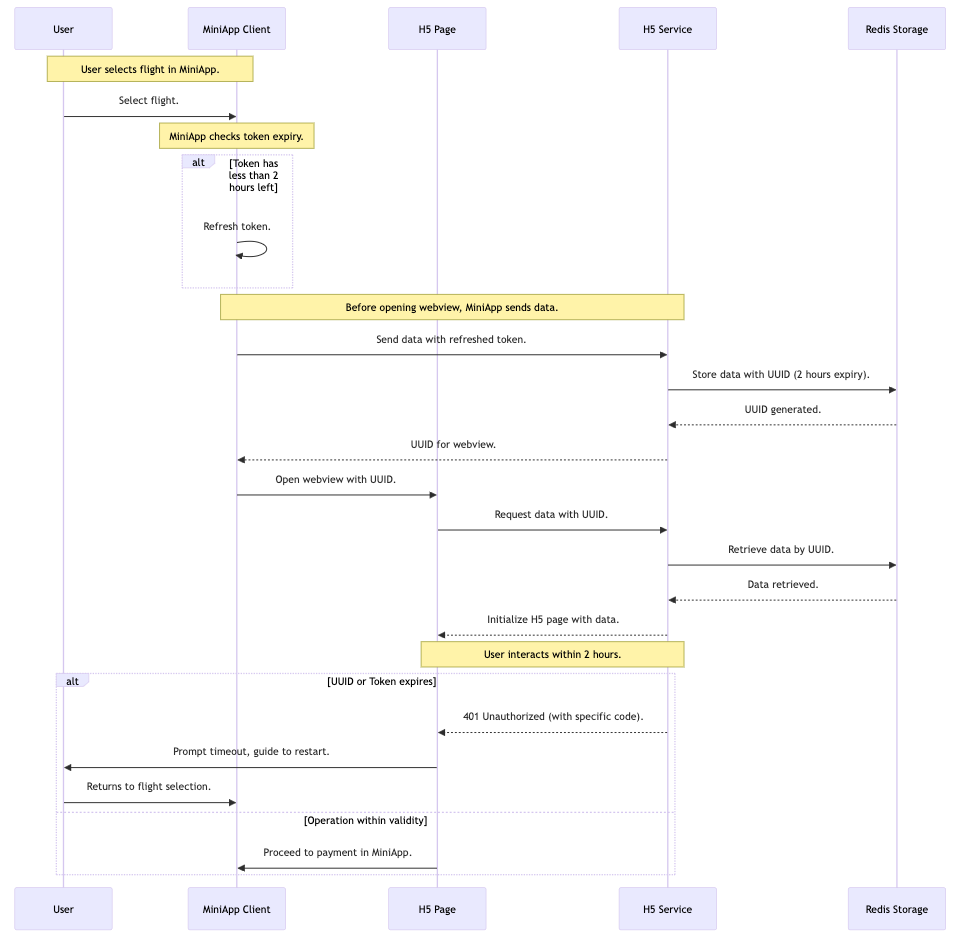 User
MiniApp Client
H5 Page
H5 Service
Redis Storage
User selects flight in MiniApp.
Select flight.
MiniApp checks token expiry.
alt
[Token has
less than 2
hours left]
Refresh token.
Before opening webview, MiniApp sends data.
Send data with refreshed token.
Store data with UUID (2 hours expiry).
UUID generated.
UUID for webview.
Open webview with UUID.
Request data with UUID.
Retrieve data by UUID.
Data retrieved.
Initialize H5 page with data.
User interacts within 2 hours.
alt
[UUID or Token expires]
401 Unauthorized (with specific code).
Prompt timeout, guide to restart.
Returns to flight selection.
[Operation within validity]
Proceed to payment in MiniApp.
User
MiniApp Client
H5 Page
H5 Service
Redis Storage